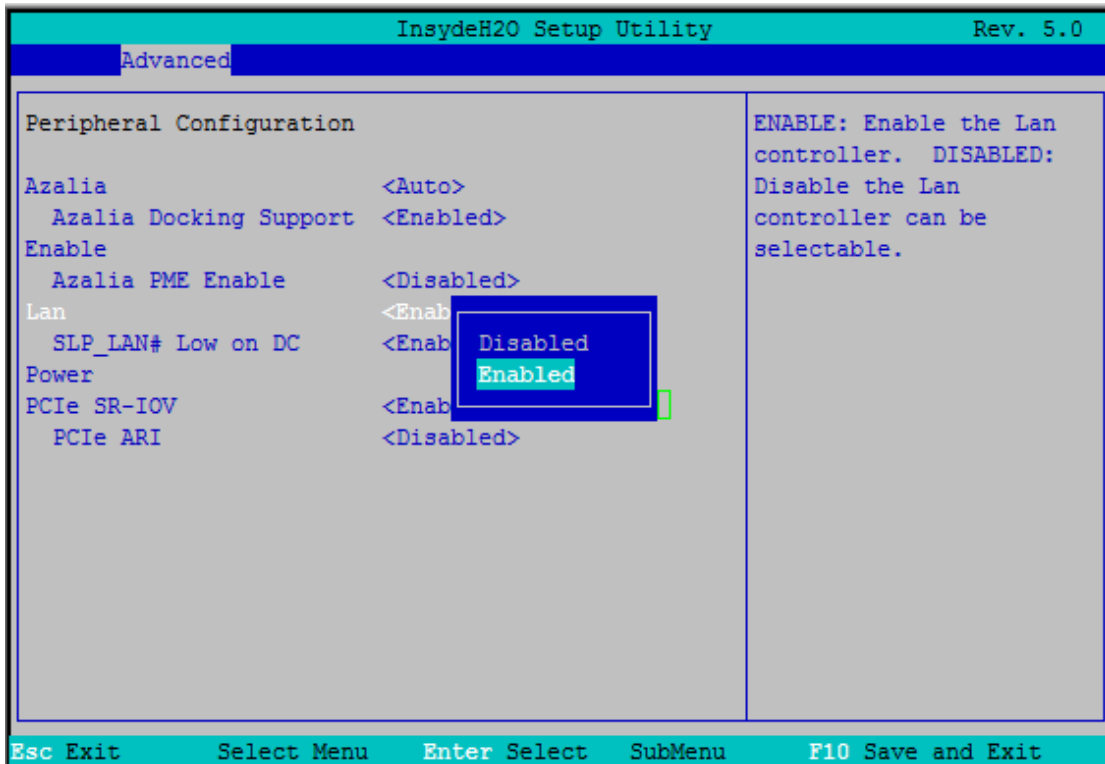 InsydeH2O Setup Utility Rev. 5.0
Advanced
Peripheral Configuration
Azalia <Auto>
Azalia Docking Support <Enabled>
Enable
Azalia PME Enable <Disabled>
Lan <Enab
SLP_LAN# Low on DC <Enab
Power
PCIe SR-IOV <Enab
PCIe ARI <Disabled>
Disabled
Enabled
ENABLE: Enable the Lan
controller. DISABLED:
Disable the Lan
controller can be
selectable.
Esc Exit Select Menu Enter Select SubMenu F10 Save and Exit